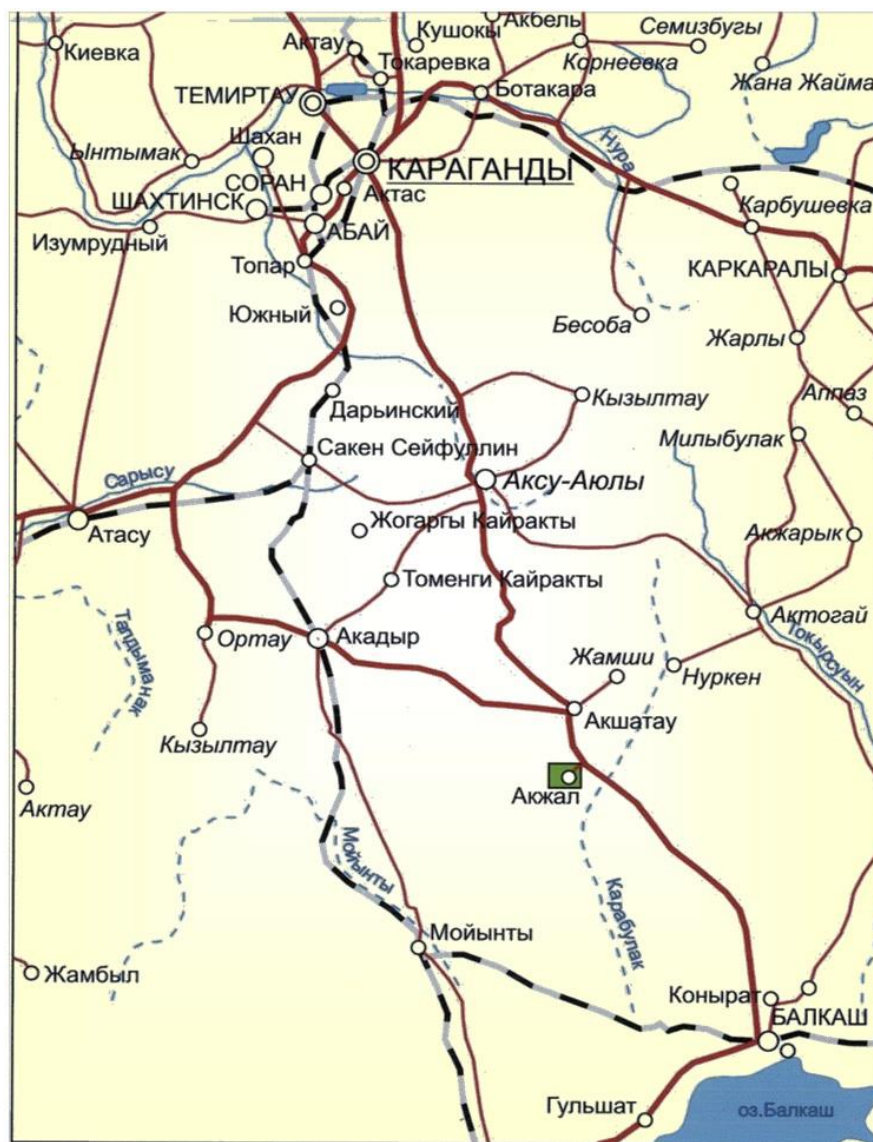 Киевка
Актау
Кушокы
Акбель
Семизбугы
Корнеевка
Токаревка
Жана Жайма
ТЕМИРТАУ
Ботакара
Шахан
Нура
Ынтымак
КАРАГАНДЫ
СОРАН
Актас
ШАХТИНСК
АБАЙ
Карбушевка
Изумрудный
Топар
КАРКАРАЛЫ
Южный
Бесоба
Жарлы
Дарьинский
Кызылтау
Аппаз
Милыбулак
Сакен Сейфуллин
Сарысу
Аксу-Аюлы
Атасу
Жогаргы Кайракты
Акжарык
Томенги Кайракты
Актогай
Талдыманак
Ортау
Акадыр
Токырсуын
Жамши
Нуркен
Кызылтау
Акшатау
Актау
Акжал
Мойынты
Карабулак
Мойынты
Жамбыл
Конырат
БАЛКАШ
Гульшат
оз.Балкаш